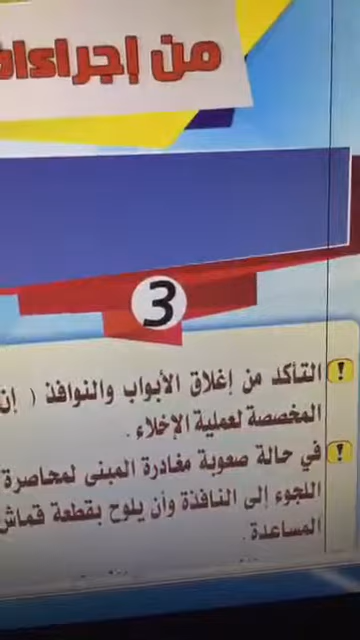 من إجراءا
3
التأكد من إغلاق الأبواب والنوافذ ( إن
المخصصة لعملية الإخلاء .
في حالة صعوبة مغادرة المبنى لمحاصرة
اللجوء إلى النافذة وأن يلوح بقطعة قماش
المساعدة .